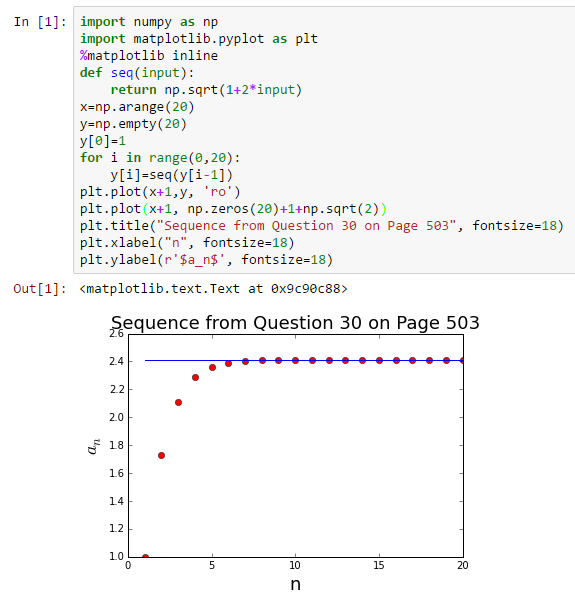 In [1]:
import numpy as np
import matplotlib.pyplot as plt
%matplotlib inline
def seq(input):
    return np.sqrt(1+2*input)
x=np.arange(20)
y=np.empty(20)
y[0]=1
for i in range(0,20):
    y[i]=seq(y[i-1])
plt.plot(x+1,y, 'ro')
plt.plot(x+1, np.zeros(20)+1+np.sqrt(2))
plt.title("Sequence from Question 30 on Page 503", fontsize=18)
plt.xlabel("n", fontsize=18)
plt.ylabel(r'$a_n$', fontsize=18)
Out[1]: <matplotlib.text.Text at 0x9c90c88>
Sequence from Question 30 on Page 503
2.6
2.4
2.2
2.0
1.8
1.6
1.4
1.2
1.0
a_n
0 5 10 15 20
n